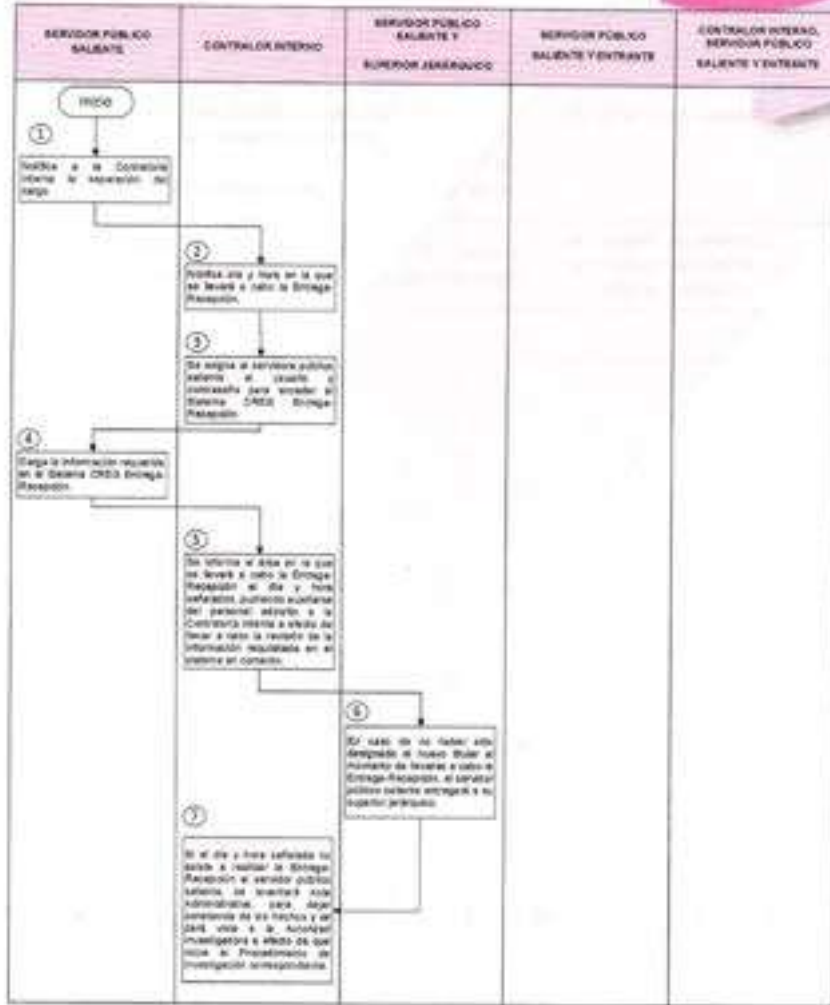 SERVIDOR PÚBLICO
SALIENTE
CONTRALOR INTERNO
SERVIDOR PÚBLICO
SALIENTE Y
SUPERIOR JERÁRQUICO
SERVIDOR PÚBLICO
SALIENTE Y ENTRANTE
CONTRALOR INTERNO,
SERVIDOR PÚBLICO
SALIENTE Y ENTRANTE
Inicio
1
Notifica a la Contraloría
Interna la separación del
cargo
2
Notifica día y hora en la que
se llevará a cabo la Entrega-
Recepción.
3
Se asigna al servidora público
saliente el usuario y
contraseña para acceder al
Sistema CREG Entrega-
Recepción.
4
Carga la información requerida
en el Sistema CREG Entrega-
Recepción.
5
Se informa el área en la que
se llevará a cabo la Entrega-
Recepción el día y hora
señalados, pudiendo auxiliarse
del personal adscrito a la
Contraloría Interna a efecto de
llevar a cabo la revisión de la
información requisitada en el
sistema en comento.
6
En caso de no haber sido
designado el nuevo titular al
momento de llevarse a cabo la
Entrega-Recepción, el servidor
público saliente entregará a su
superior jerárquico.
7
Si el día y hora señalada no
asiste a realizar la Entrega-
Recepción el servidor público
saliente, se levantará Acta
Administrativa, para dejar
constancia de los hechos y se
dará vista a la Autoridad
Investigadora a efecto de que
inicie el Procedimiento de
Investigación correspondiente.